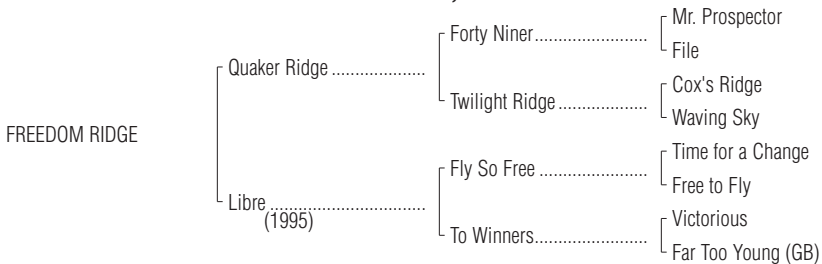 Mr. Prospector
Forty Niner.........................
File
Quaker Ridge ....................
Cox's Ridge
Twilight Ridge....................
Waving Sky
FREEDOM RIDGE
Time for a Change
Fly So Free ........................
Free to Fly
Libre .................................
(1995)
Victorious
To Winners.........................
Far Too Young (GB)